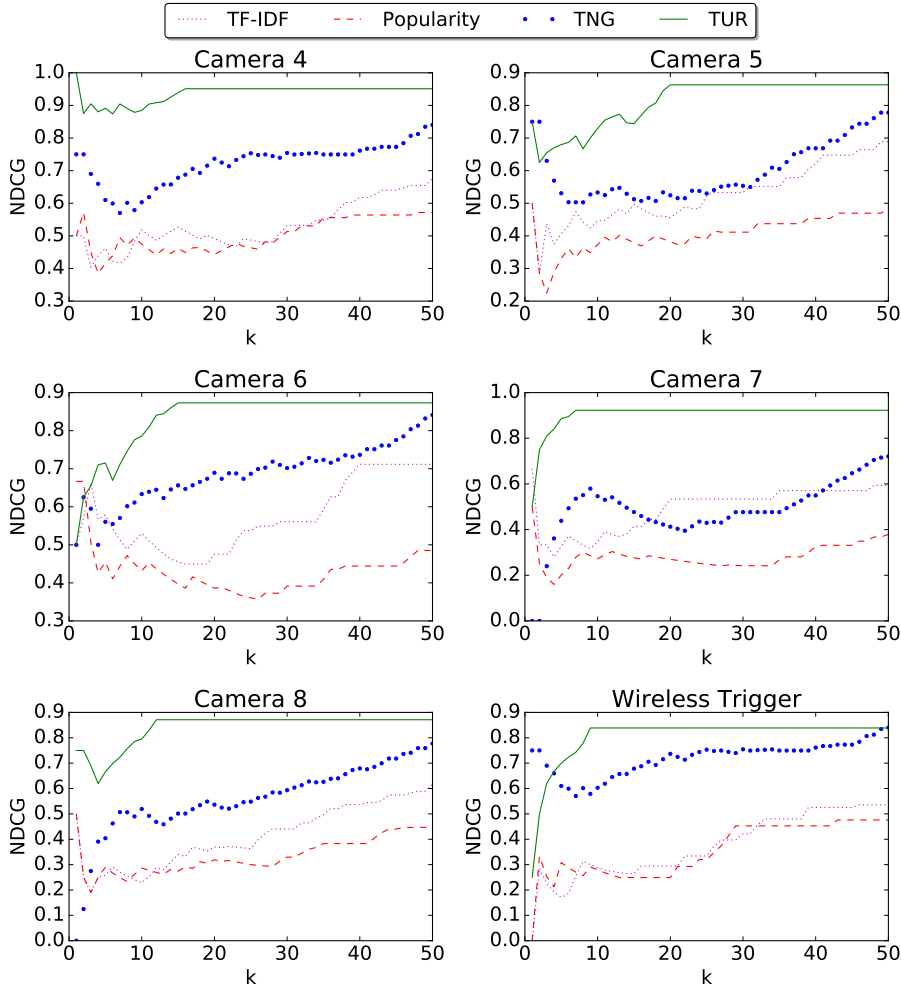 TF-IDF Popularity TNG TUR
Camera 4
1.0
0.9
0.8
0.7
0.6
0.5
0.4
0.3
NDCG
0 10 20 30 40 50
k
Camera 5
0.9
0.8
0.7
0.6
0.5
0.4
0.3
0.2
NDCG
0 10 20 30 40 50
k
Camera 6
0.9
0.8
0.7
0.6
0.5
0.4
0.3
NDCG
0 10 20 30 40 50
k
Camera 7
1.0
0.8
0.6
0.4
0.2
0.0
NDCG
0 10 20 30 40 50
k
Camera 8
0.9
0.8
0.7
0.6
0.5
0.4
0.3
0.2
0.1
0.0
NDCG
0 10 20 30 40 50
k
Wireless Trigger
0.9
0.8
0.7
0.6
0.5
0.4
0.3
0.2
0.1
0.0
NDCG
0 10 20 30 40 50
k